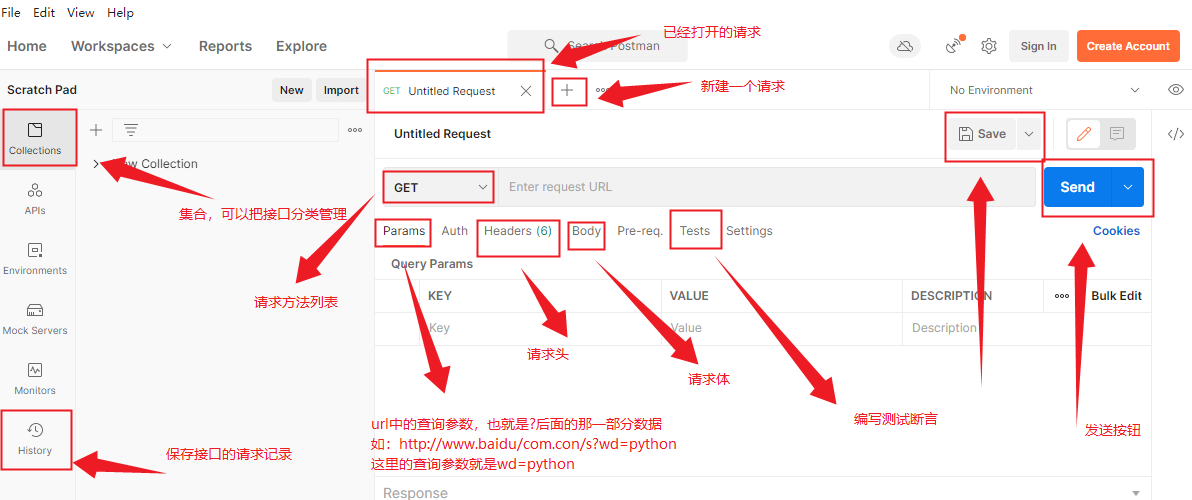 File Edit View Help
已经打开的请求
Home Workspaces Reports Explore Search Postman Sign In Create Account
Scratch Pad New Import GET Untitled Request 新建一个请求 No Environment
Collections Untitled Request Save
New Collection
GET Enter request URL Send
APIs
集合，可以把接口分类管理
Params Auth Headers (6) Body Pre-req. Tests Settings Cookies
Query Params
Environments
KEY VALUE DESCRIPTION Bulk Edit
请求方法列表
Key Value Description
Mock Servers
请求头
请求体
Monitors
编写测试断言
url中的查询参数，也就是?后面的那一部分数据
发送按钮
如：http://www.baidu/com.con/s?wd=python
History
保存接口的请求记录
这里的查询参数就是wd=python
Response